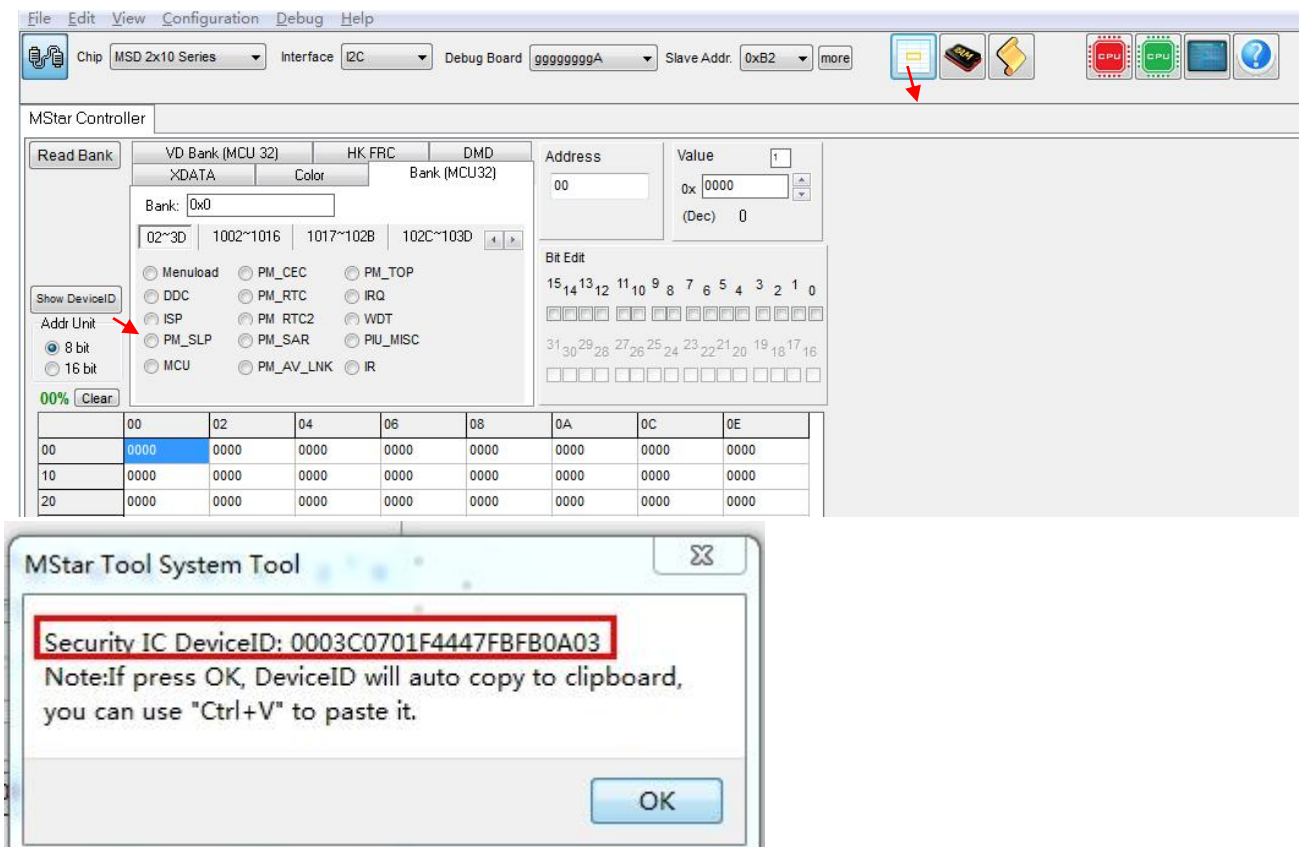 File Edit View Configuration Debug Help
Chip MSD 2x10 Series Interface I2C Debug Board ggggggggA Slave Addr. 0xB2 more
CPU CPU
MStar Controller
Read Bank
VD Bank (MCU 32) HK FRC DMD
XDATA Color Bank (MCU32)
Bank: 0x0
02~3D 1002~1016 1017~102B 102C~103D
Menuload PM_CEC PM_TOP
DDC PM_RTC IRQ
ISP PM RTC2 WDT
PM_SLP PM_SAR PIU_MISC
MCU PM_AV_LNK IR
Show DeviceID
Addr Unit
8 bit
16 bit
00% Clear
Address
00
Value 1
0x 0000
(Dec) 0
Bit Edit
15 14 13 12 11 10 9 8 7 6 5 4 3 2 1 0
31 30 29 28 27 26 25 24 23 22 21 20 19 18 17 16
00 02 04 06 08 0A 0C 0E
00 0000 0000 0000 0000 0000 0000 0000 0000
10 0000 0000 0000 0000 0000 0000 0000 0000
20 0000 0000 0000 0000 0000 0000 0000 0000
MStar Tool System Tool
Security IC DeviceID: 0003C0701F4447FBFB0A03
Note:If press OK, DeviceID will auto copy to clipboard,
you can use "Ctrl+V" to paste it.
OK